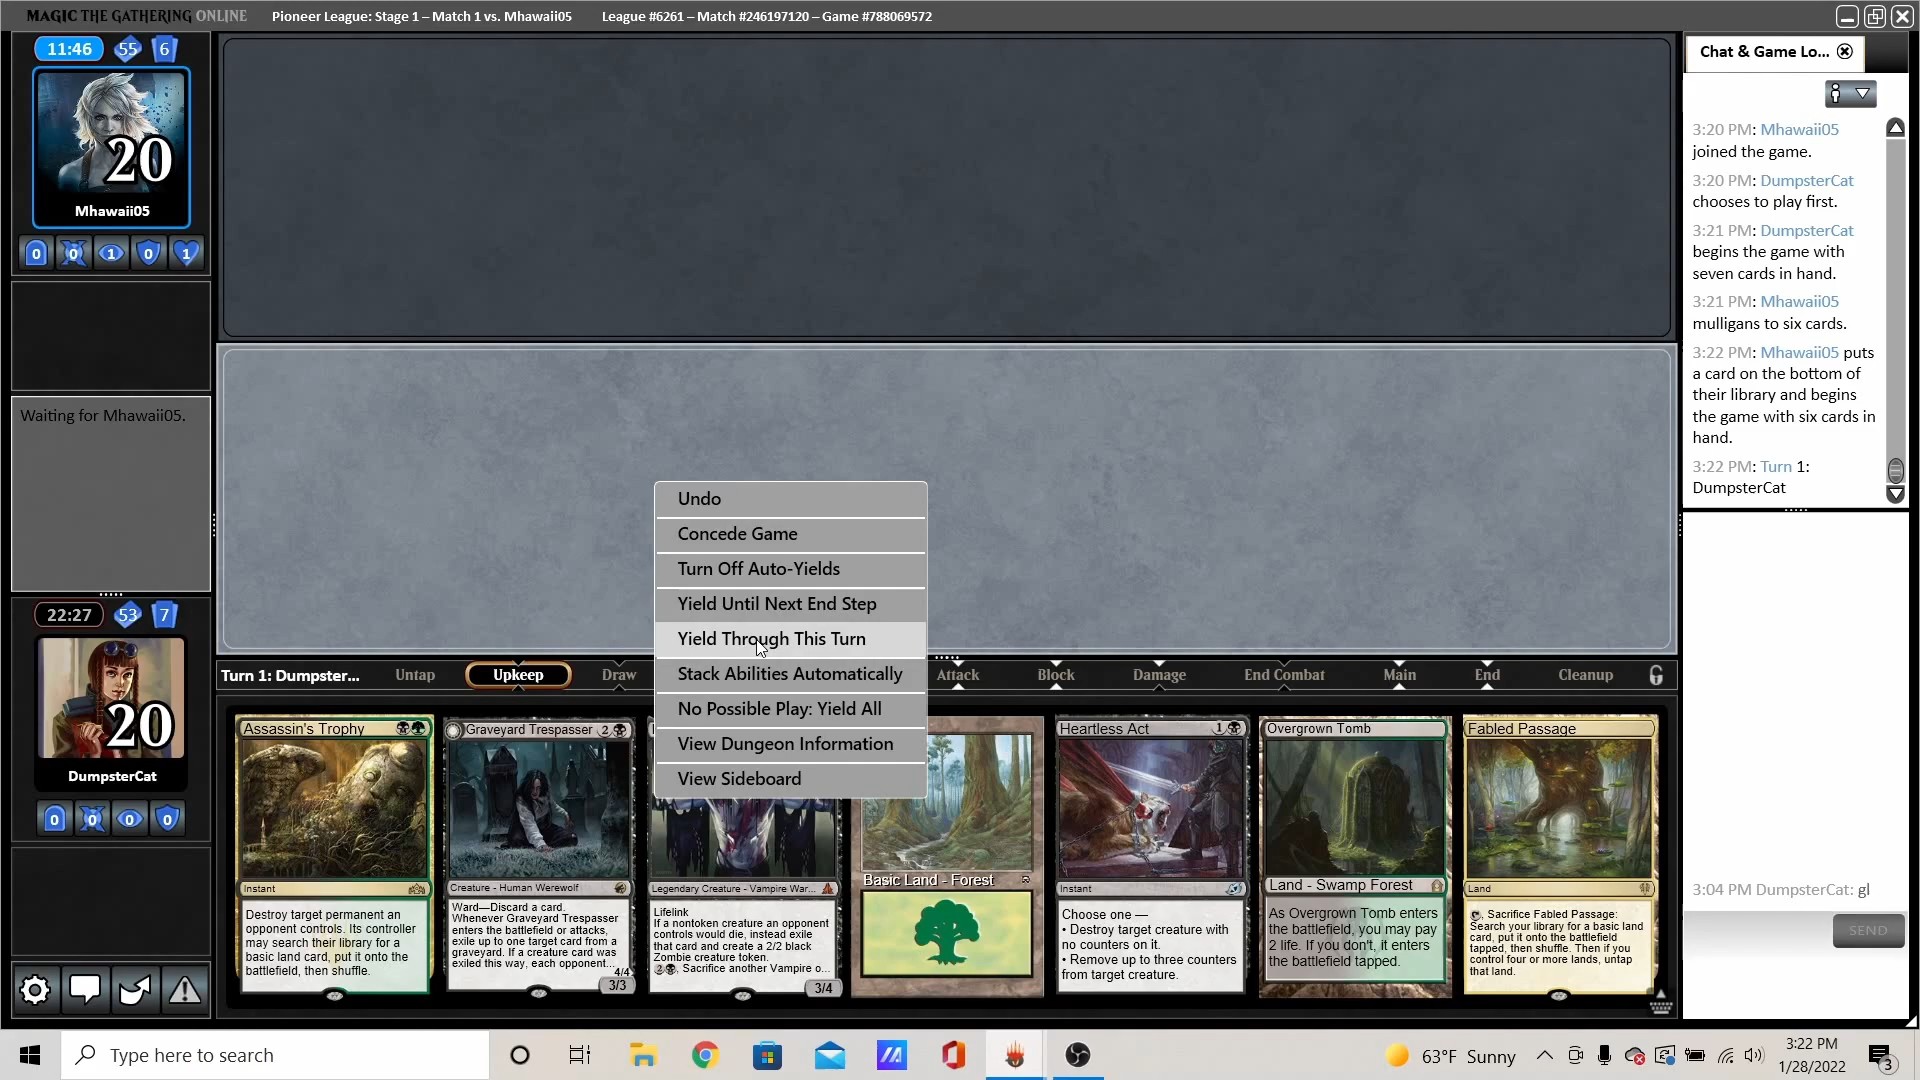 MAGIC THE GATHERING ONLINE
Pioneer League: Stage 1 – Match 1 vs. Mhawaii05
League #6261 – Match #246197120 – Game #788069572
11:46
55
6
20
Mhawaii05
0
0
1
0
1
Waiting for Mhawaii05.
22:27
53
7
20
DumpsterCat
0
0
0
0
Chat & Game Lo...
3:20 PM: Mhawaii05
joined the game.
3:20 PM: DumpsterCat
chooses to play first.
3:21 PM: DumpsterCat
begins the game with
seven cards in hand.
3:21 PM: Mhawaii05
mulligans to six cards.
3:22 PM: Mhawaii05 puts
a card on the bottom of
their library and begins
the game with six cards in
hand.
3:22 PM: Turn 1:
DumpsterCat
3:04 PM DumpsterCat: gl
SEND
Undo
Concede Game
Turn Off Auto-Yields
Yield Until Next End Step
Yield Through This Turn
Stack Abilities Automatically
No Possible Play: Yield All
View Dungeon Information
View Sideboard
Turn 1: Dumpster...
Untap
Upkeep
Draw
Attack
Block
Damage
End Combat
Main
End
Cleanup
Assassin's Trophy
Instant
Destroy target permanent an
opponent controls. Its controller
may search their library for a
basic land card, put it onto the
battlefield, then shuffle.
Graveyard Trespasser 2
Creature - Human Werewolf
Ward—Discard a card.
Whenever Graveyard Trespasser
enters the battlefield or attacks,
exile up to one target card from a
graveyard. If a creature card was
exiled this way, each opponent...
4/4
3/3
Legendary Creature - Vampire War...
Lifelink
If a nontoken creature an opponent
controls would die, instead exile
that card and create a 2/2 black
Zombie creature token.
2, Sacrifice another Vampire o...
3/4
Basic Land - Forest
Heartless Act 1
Instant
Choose one —
• Destroy target creature with
no counters on it.
• Remove up to three counters
from target creature.
Overgrown Tomb
Land - Swamp Forest
As Overgrown Tomb enters
the battlefield, you may pay
2 life. If you don't, it enters
the battlefield tapped.
Fabled Passage
Land
, Sacrifice Fabled Passage:
Search your library for a basic land
card, put it onto the battlefield
tapped, then shuffle. Then if you
control four or more lands, untap
that land.
Type here to search
63°F Sunny
3:22 PM
1/28/2022
3